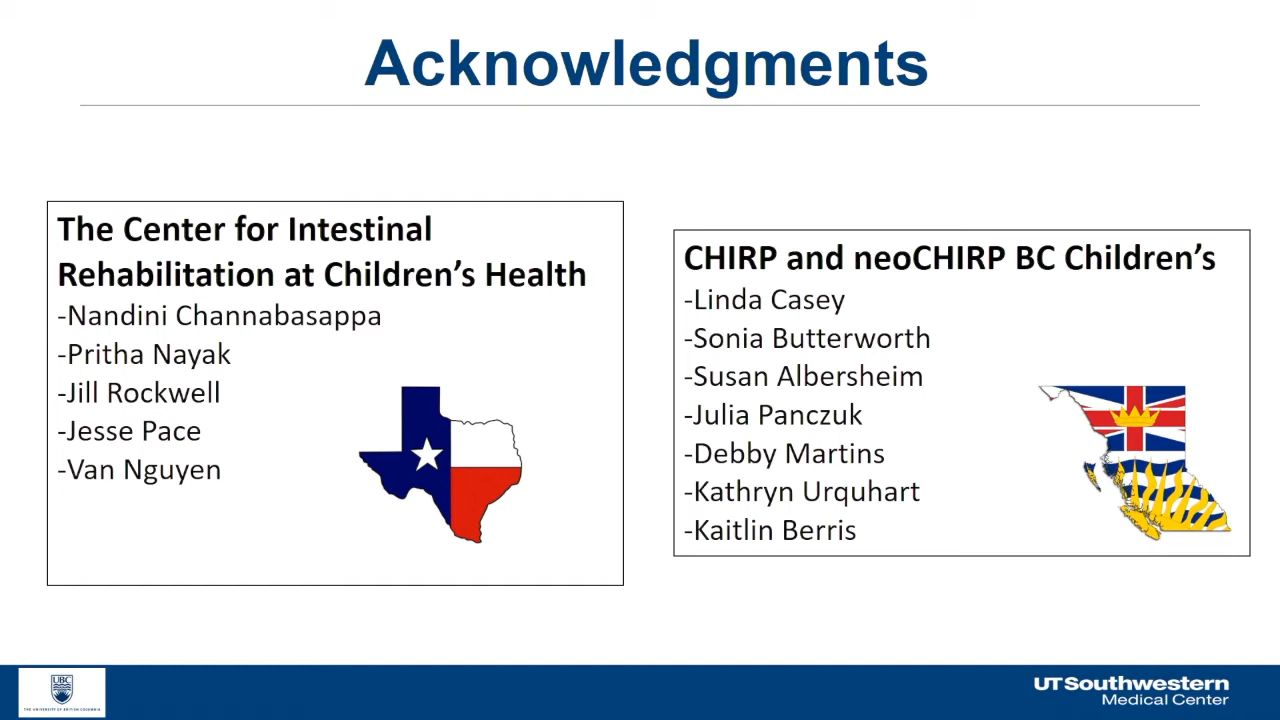 Acknowledgments
The Center for Intestinal
Rehabilitation at Children’s Health
-Nandini Channabasappa
-Pritha Nayak
-Jill Rockwell
-Jesse Pace
-Van Nguyen
CHIRP and neoCHIRP BC Children’s
-Linda Casey
-Sonia Butterworth
-Susan Albersheim
-Julia Panczuk
-Debby Martins
-Kathryn Urquhart
-Kaitlin Berris
UBC
THE UNIVERSITY OF BRITISH COLUMBIA
UT Southwestern
Medical Center